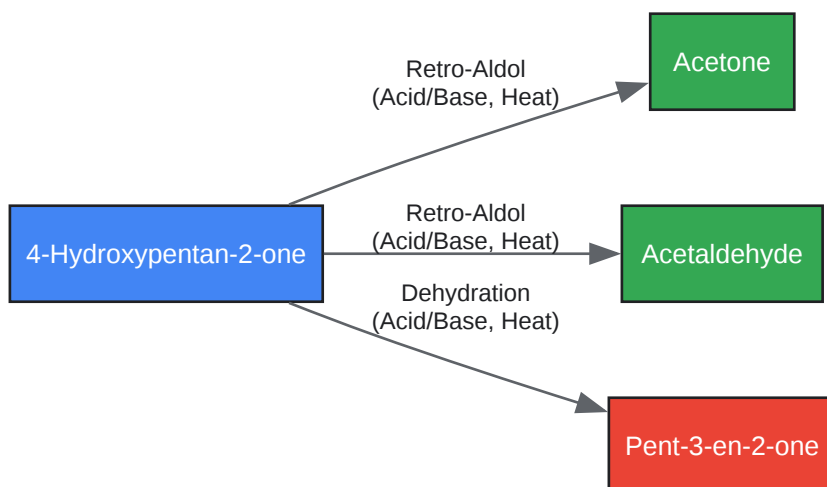 Acetone
Retro-Aldol
(Acid/Base, Heat)
4-Hydroxypentan-2-one
Retro-Aldol
(Acid/Base, Heat)
Acetaldehyde
Dehydration
(Acid/Base, Heat)
Pent-3-en-2-one